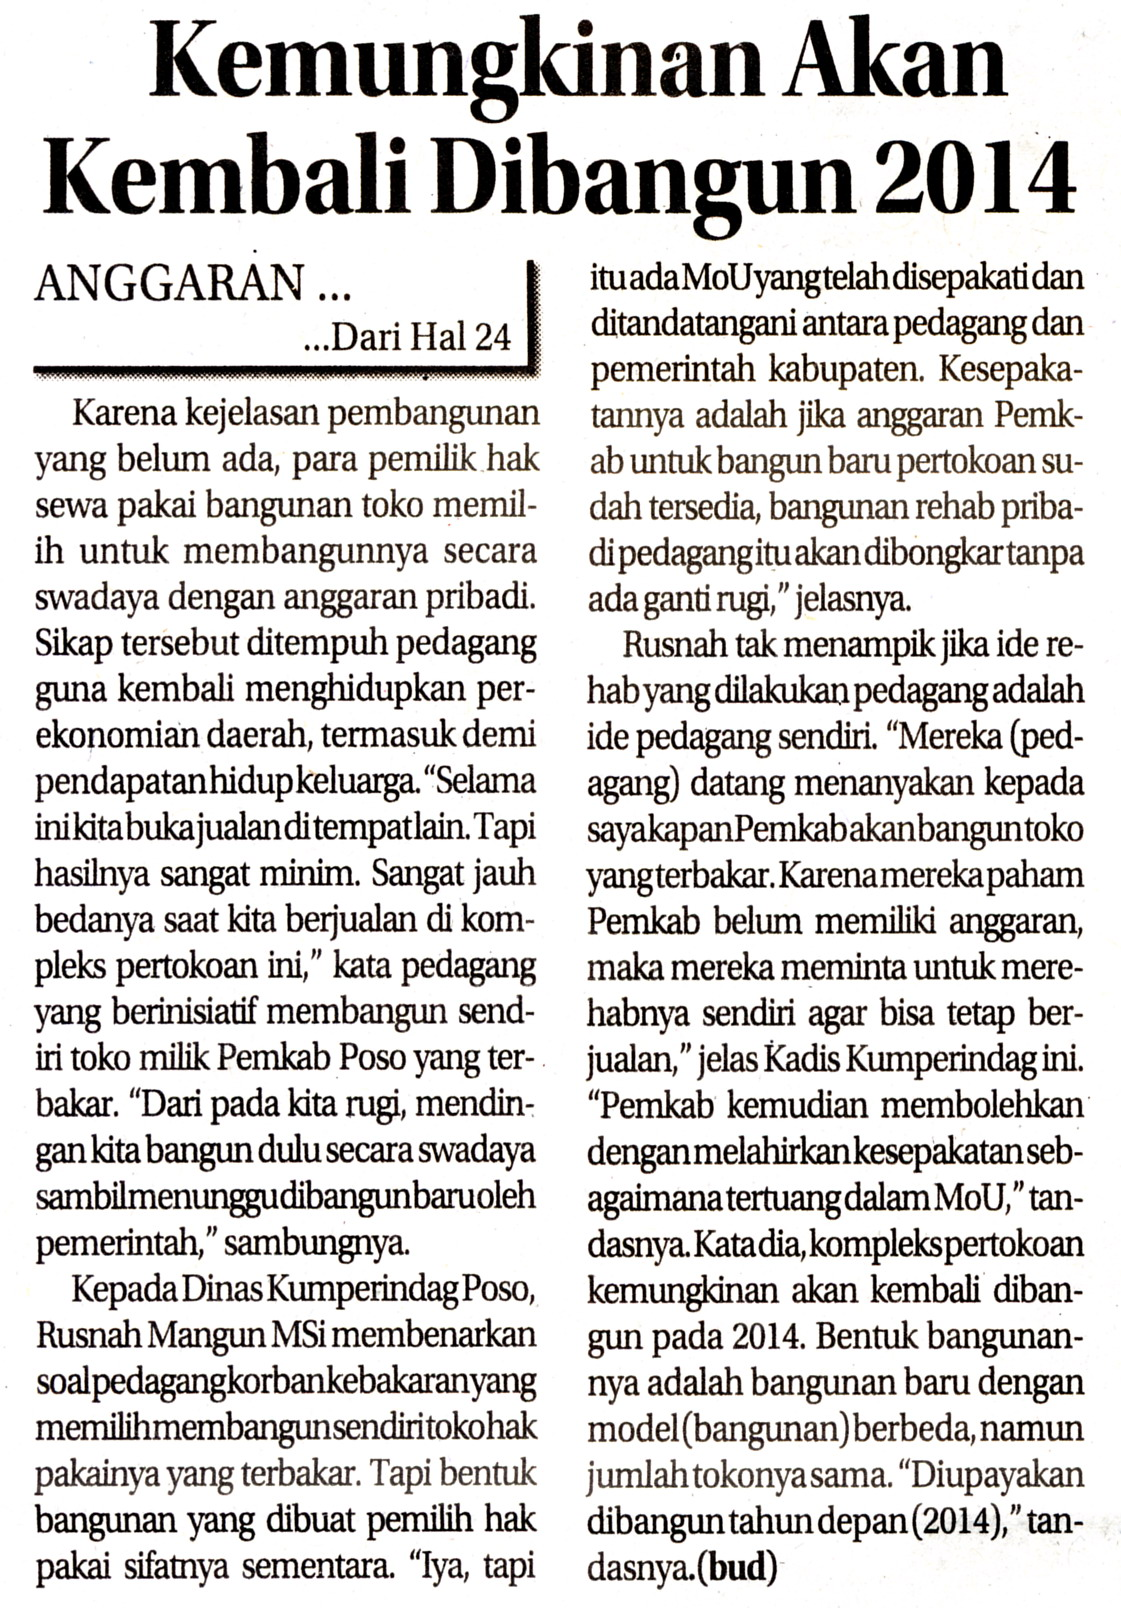 Kemungkinan Akan
Kembali Dibangun 2014
ANGGARAN ...
...Dari Hal 24
Karena kejelasan pembangunan
yang belum ada, para pemilik hak
sewa pakai bangunan toko memil-
ih untuk membangunnya secara
swadaya dengan anggaran pribadi.
Sikap tersebut ditempuh pedagang
guna kembali menghidupkan per-
ekonomian daerah, termasuk demi
pendapatan hidup keluarga. “Selama
ini kita buka jualan di tempat lain. Tapi
hasilnya sangat minim. Sangat jauh
bedanya saat kita berjualan di kom-
pleks pertokoan ini,” kata pedagang
yang berinisiatif membangun send-
iri toko milik Pemkab Poso yang ter-
bakar. “Dari pada kita rugi, mendin-
gan kita bangun dulu secara swadaya
sambil menunggu dibangun baru oleh
pemerintah,” sambungnya.
Kepada Dinas Kumperindag Poso,
Rusnah Mangun MSi membenarkan
soal pedagang korban kebakaran yang
memilih membangun sendiri toko hak
pakainya yang terbakar. Tapi bentuk
bangunan yang dibuat pemilih hak
pakai sifatnya sementara. “Iya, tapi
itu ada MoU yang telah disepakati dan
ditandatangani antara pedagang dan
pemerintah kabupaten. Kesepaka-
tannya adalah jika anggaran Pemk-
ab untuk bangun baru pertokoan su-
dah tersedia, bangunan rehab priba-
di pedagang itu akan dibongkar tanpa
ada ganti rugi,” jelasnya.
Rusnah tak menampik jika ide re-
hab yang dilakukan pedagang adalah
ide pedagang sendiri. “Mereka (ped-
agang) datang menanyakan kepada
saya kapan Pemkab akan bangun toko
yang terbakar. Karena mereka paham
Pemkab belum memiliki anggaran,
maka mereka meminta untuk mere-
habnya sendiri agar bisa tetap ber-
jualan,” jelas Kadis Kumperindag ini.
“Pemkab kemudian membolehkan
dengan melahirkan kesepakatan seb-
agaimana tertuang dalam MoU,” tan-
dasnya. Kata dia, kompleks pertokoan
kemungkinan akan kembali diban-
gun pada 2014. Bentuk bangunan-
nya adalah bangunan baru dengan
model (bangunan) berbeda, namun
jumlah tokonya sama. “Diupayakan
dibangun tahun depan (2014),” tan-
dasnya.(bud)